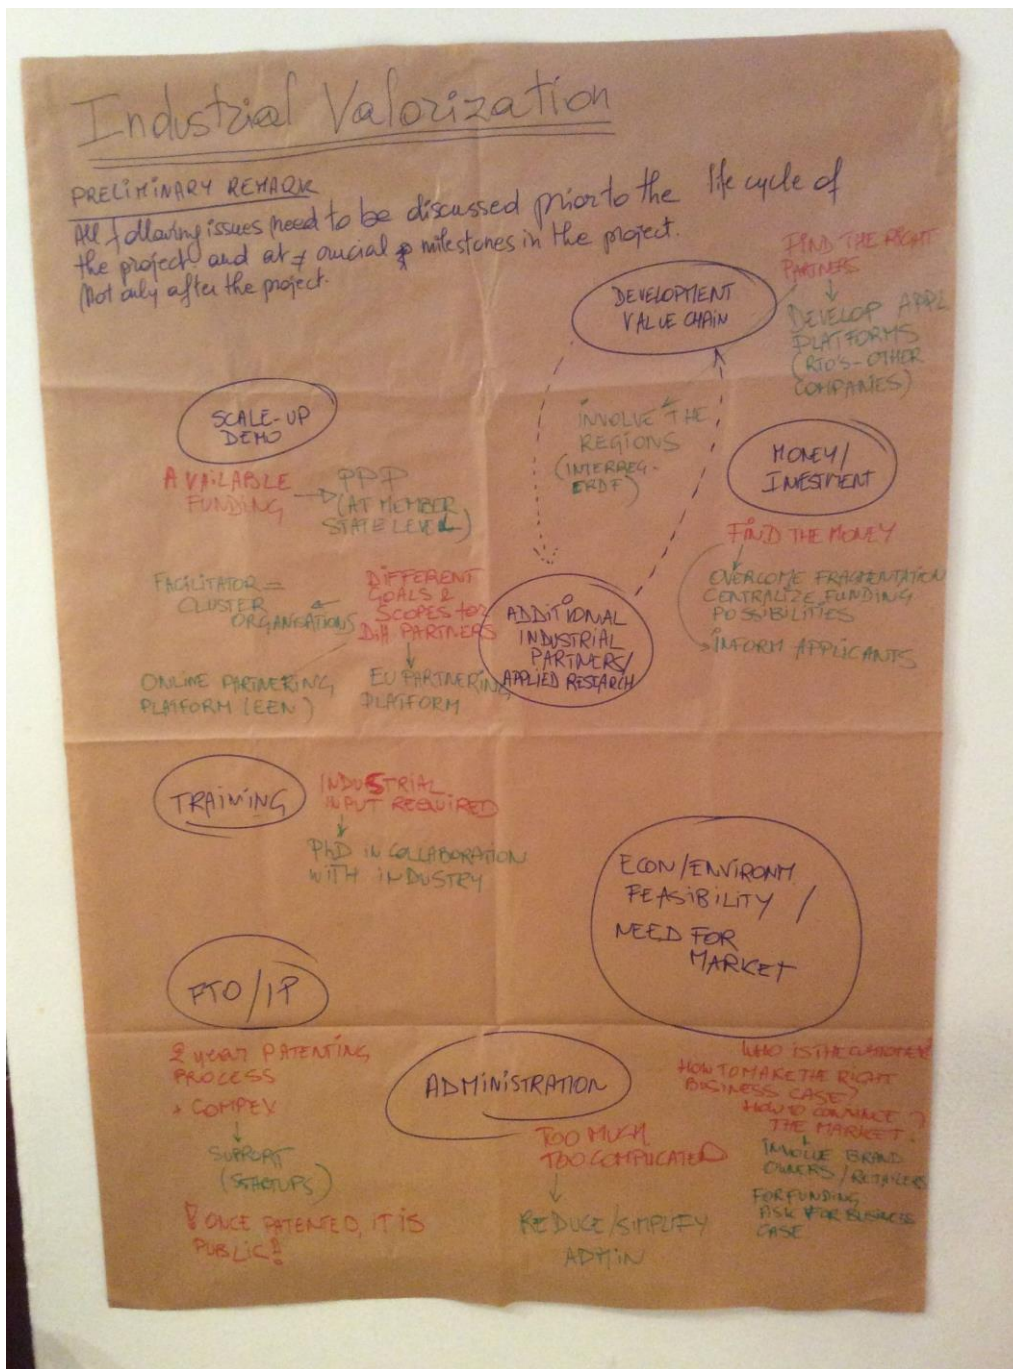 Industrial Valorization
PRELIMINARY REMARK
All following issues need to be discussed prior to the life cycle of
the project and at ≠ crucial milestones in the project.
Not only after the project.
DEVELOPMENT
VALUE CHAIN
FIND THE RIGHT
PARTNERS
DEVELOP APPL
PLATFORMS
(RTO'S - OTHER
COMPANIES)
INVOLVE THE
REGIONS
(INTERREG-
ERDF)
SCALE-UP
DEMO
AVAILABLE
FUNDING
PPP
(AT MEMBER
STATE LEVEL)
MONEY/
INVESTMENT
FIND THE MONEY
OVERCOME FRAGMENTATION
CENTRALIZE FUNDING
POSSIBILITIES
INFORM APPLICANTS
FACILITATOR =
CLUSTER
ORGANISATIONS
DIFFERENT
GOALS &
SCOPES for
Diff. PARTNERS
ADDITIONAL
INDUSTRIAL
PARTNERS/
APPLIED RESEARCH
ONLINE PARTNERING
PLATFORM (EEN)
EU PARTNERING
PLATFORM
TRAINING
INDUSTRIAL
INPUT REQUIRED
PhD IN COLLABORATION
WITH INDUSTRY
ECON/ENVIRONM
FEASIBILITY /
NEED FOR
MARKET
FTO/IP
2 year PATENTING
PROCESS
+ COMPEX
SUPPORT
(STARTUPS)
! ONCE PATENTED, IT IS
PUBLIC!
ADMINISTRATION
TOO MUCH
TOO COMPLICATED
REDUCE/SIMPLIFY
ADMIN
WHO IS THE CUSTOMER?
HOW TO MAKE THE RIGHT
BUSINESS CASE?
HOW TO CONVINCE
THE MARKET?
INVOLVE BRAND
OWNERS/RETAILERS
FOR FUNDING
ASK FOR BUSINESS
CASE